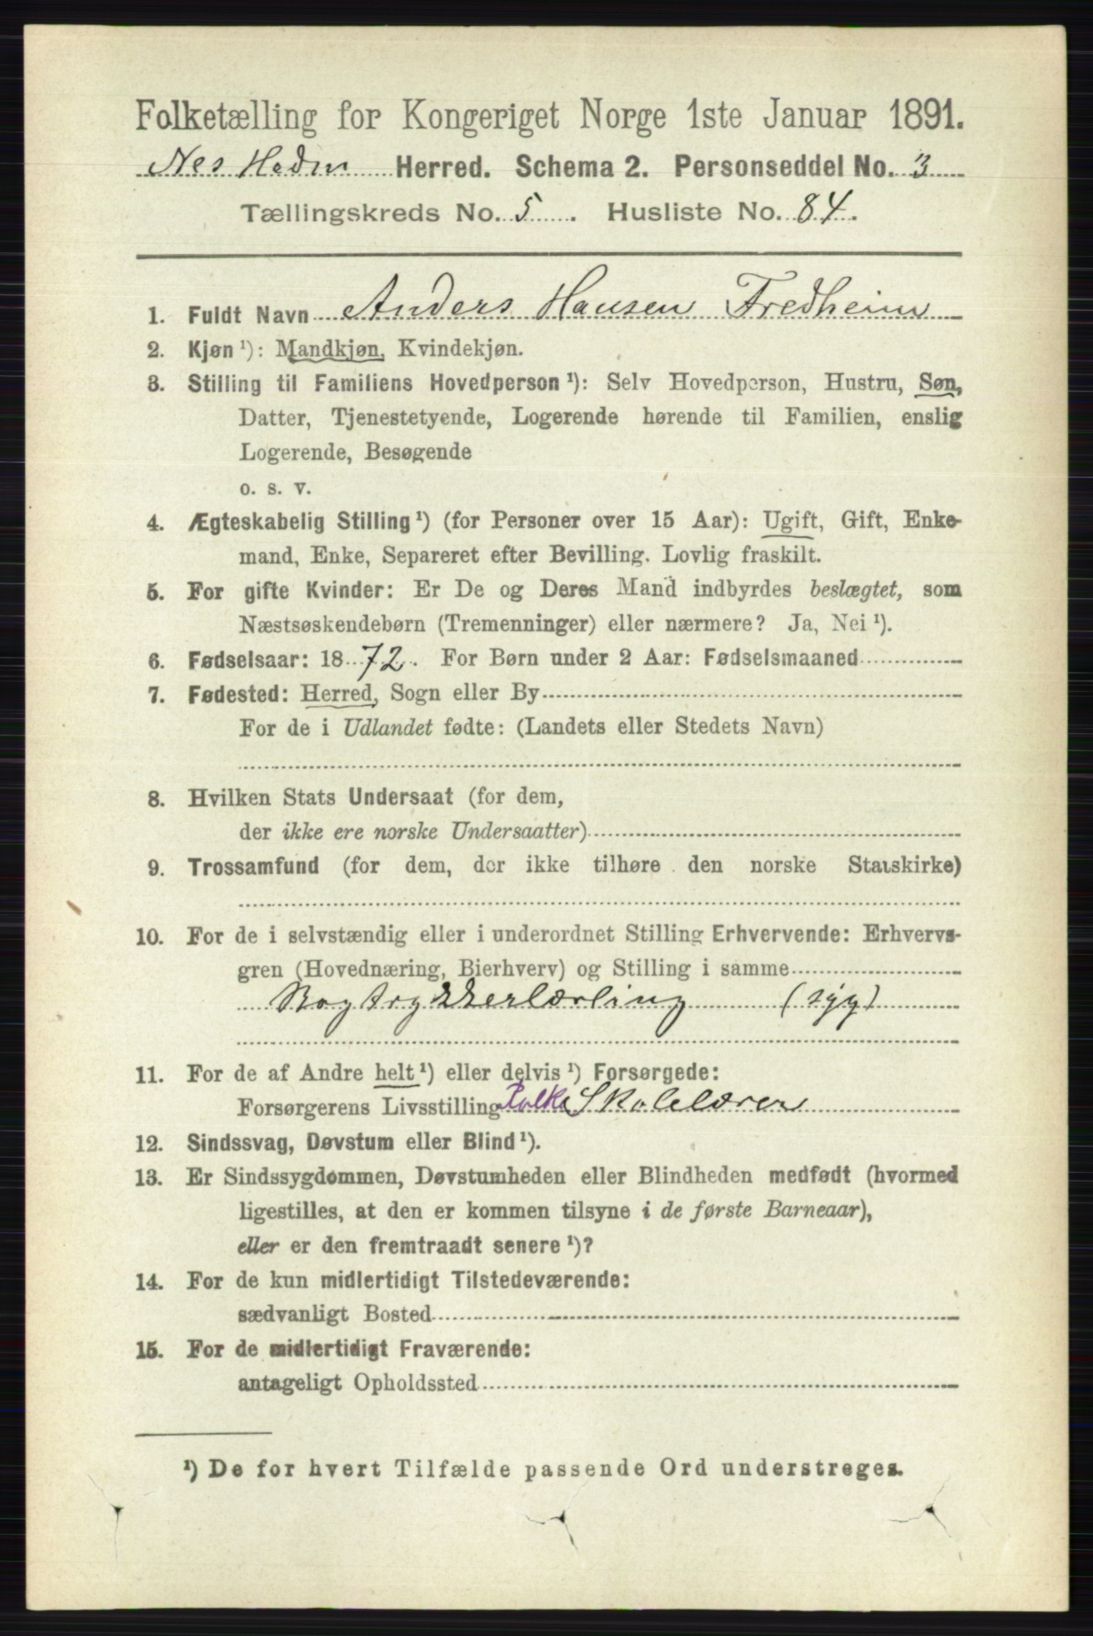 Folketælling for Kongeriget Norge 1ste Januar 1891.
Nes Hedm Herred. Schema 2. Personseddel No. 3
Tællingskreds No. 5. Husliste No. 84.
1. Fuldt Navn Anders Hansen Fredheim
2. Kjøn ¹): Mandkjøn, Kvindekjøn.
3. Stilling til Familiens Hovedperson ¹): Selv Hovedperson, Hustru, Søn,
Datter, Tjenestetyende, Logerende hørende til Familien, enslig
Logerende, Besøgende
o. s. v.
4. Ægteskabelig Stilling ¹) (for Personer over 15 Aar): Ugift, Gift, Enke-
mand, Enke, Separeret efter Bevilling. Lovlig fraskilt.
5. For gifte Kvinder: Er De og Deres Mand indbyrdes beslægtet, som
Næstsøskendebørn (Tremenninger) eller nærmere? Ja, Nei ¹).
6. Fødselsaar: 1872. For Børn under 2 Aar: Fødselsmaaned
7. Fødested: Herred, Sogn eller By
For de i Udlandet fødte: (Landets eller Stedets Navn)
8. Hvilken Stats Undersaat (for dem,
der ikke ere norske Undersaatter)
9. Trossamfund (for dem, der ikke tilhøre den norske Statskirke)
10. For de i selvstændig eller i underordnet Stilling Erhvervende: Erhvervs-
gren (Hovednæring, Bierhverv) og Stilling i samme
Bogtrykkerlærling (syg)
11. For de af Andre helt ¹) eller delvis ¹) Forsørgede:
Forsørgerens Livsstilling Folke Skolelærer
12. Sindssvag, Døvstum eller Blind ¹).
13. Er Sindssygdommen, Døvstumheden eller Blindheden medfødt (hvormed
ligestilles, at den er kommen tilsyne i de første Barneaar),
eller er den fremtraadt senere ¹)?
14. For de kun midlertidigt Tilstedeværende:
sædvanligt Bosted
15. For de midlertidigt Fraværende:
antageligt Opholdssted
¹) De for hvert Tilfælde passende Ord understreges.